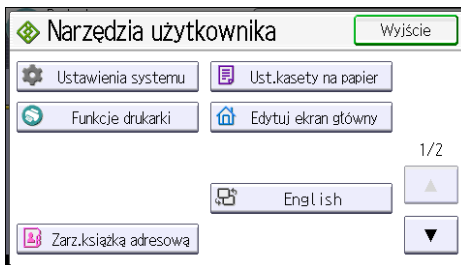 Narzędzia użytkownika
Wyjście
Ustawienia systemu
Ust.kasety na papier
Funkcje drukarki
Edytuj ekran główny
1/2
English
Zarz.książką adresową